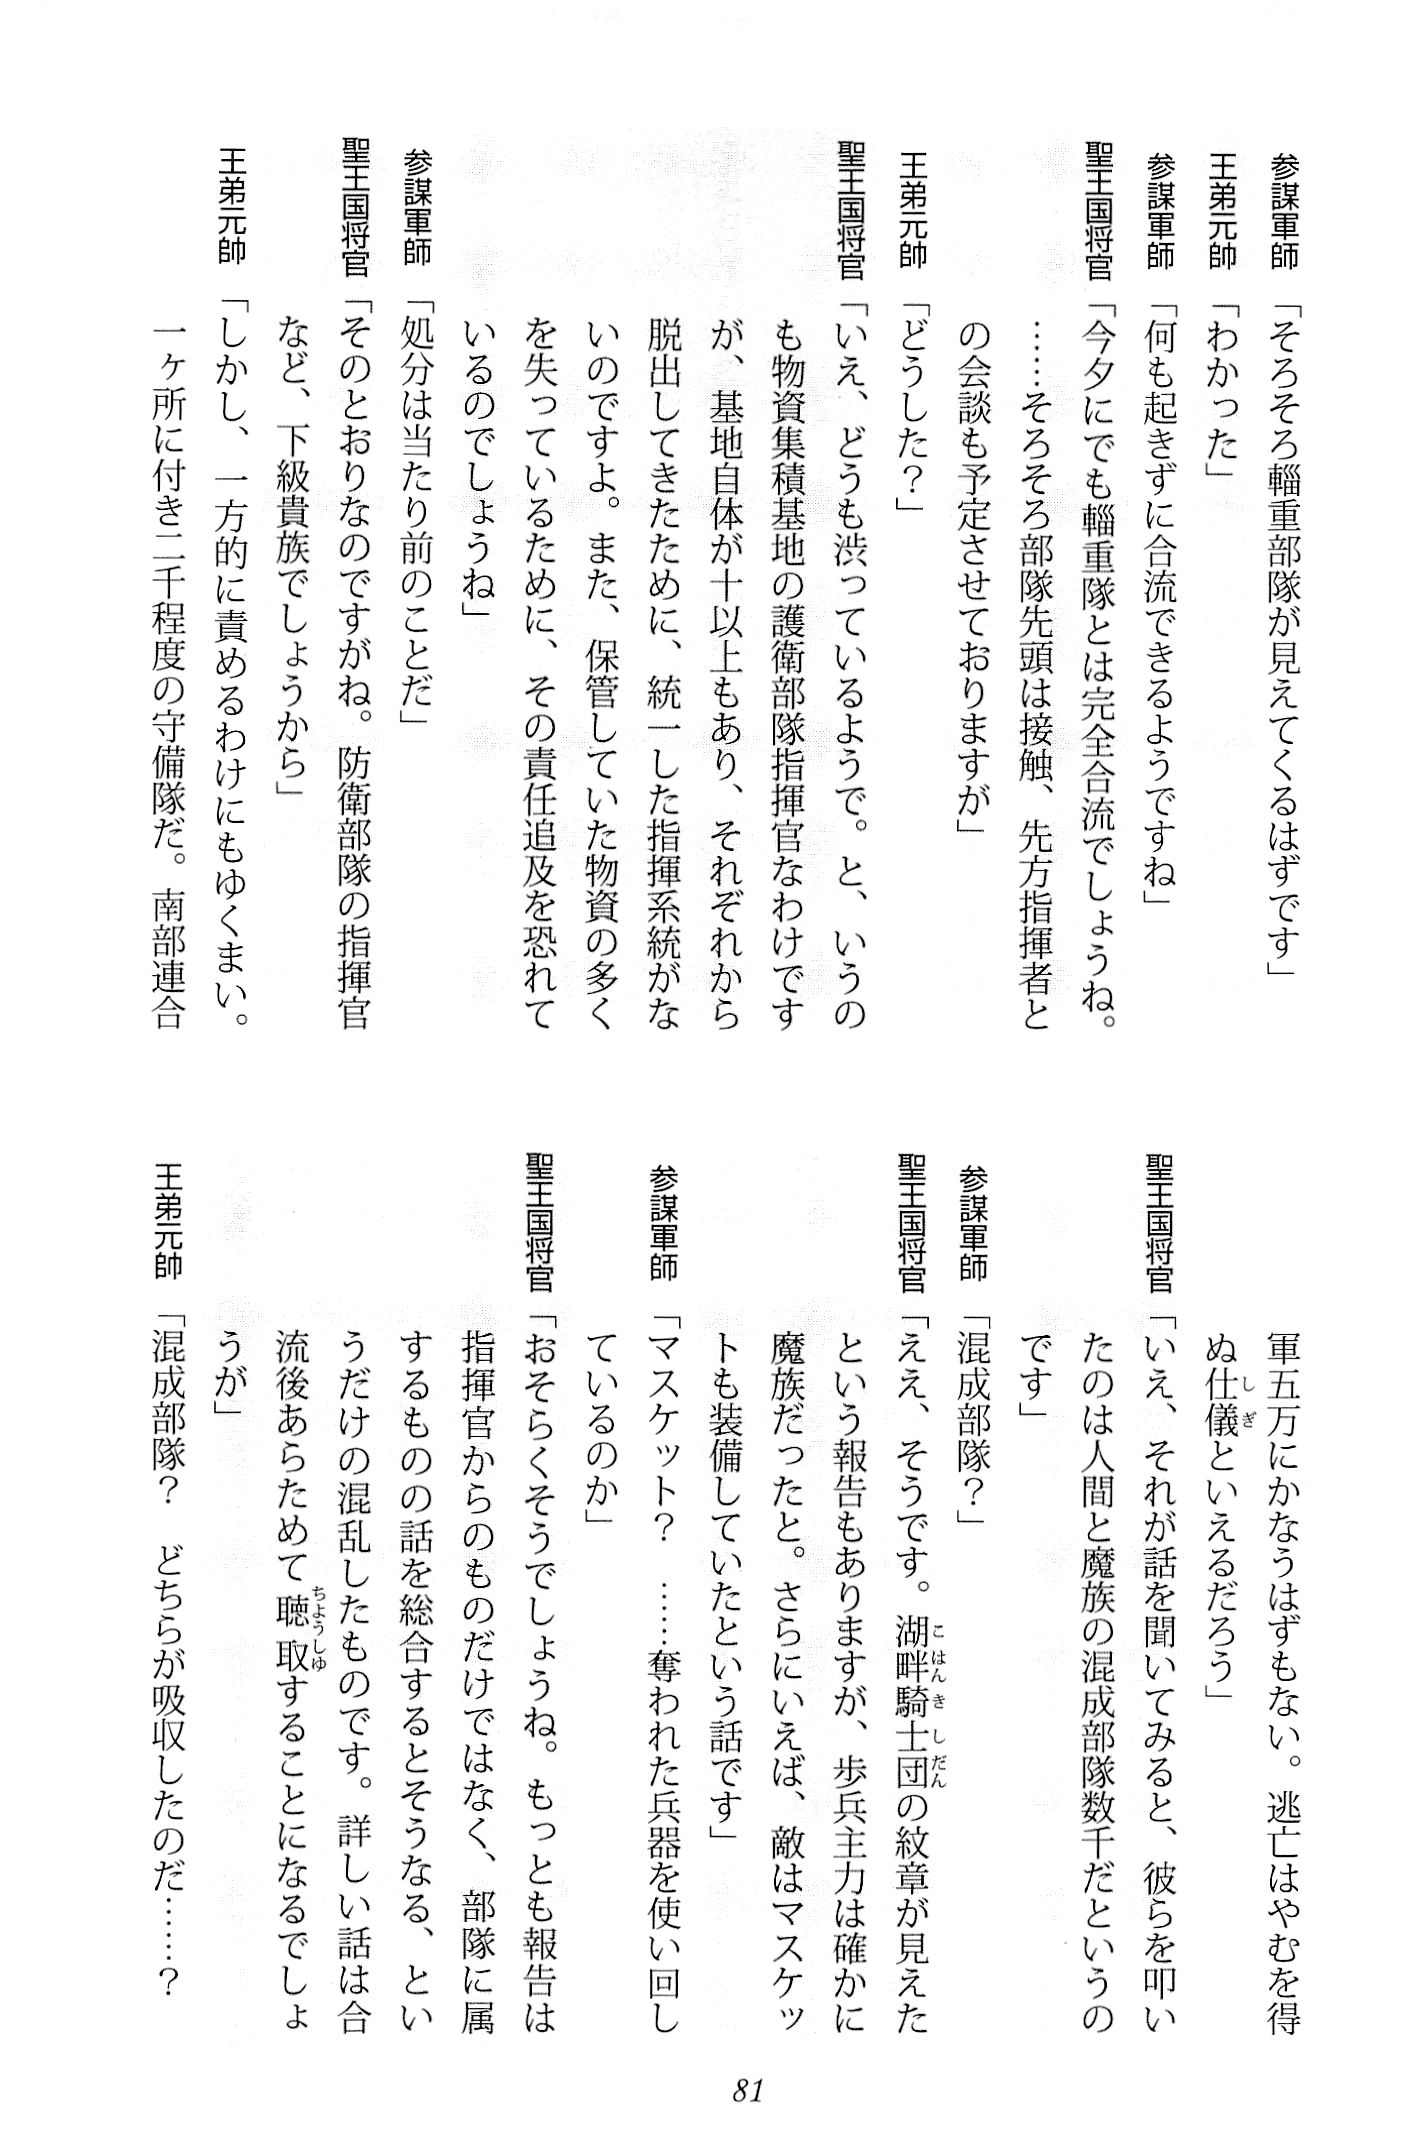 参謀軍師「そろそろ輜重部隊が見えてくるはずです」
王弟元帥「わかった」
参謀軍師「何も起きずに合流できるようですね」
聖王国将官「今夕にでも輜重隊とは完全合流でしょうね。
……そろそろ部隊先頭は接触、先方指揮者と
の会談も予定させておりますが」
王弟元帥「どうした？」
聖王国将官「いえ、どうも渋っているようで。と、いうの
も物資集積基地の護衛部隊指揮官なわけです
が、基地自体が十以上もあり、それぞれから
脱出してきたために、統一した指揮系統がな
いのですよ。また、保管していた物資の多く
を失っているために、その責任追及を恐れて
いるのでしょうね」
参謀軍師「処分は当たり前のことだ」
聖王国将官「そのとおりなのですがね。防衛部隊の指揮官
など、下級貴族でしょうから」
王弟元帥「しかし、一方的に責めるわけにもゆくまい。
一ヶ所に付き二千程度の守備隊だ。南部連合
軍五万にかなうはずもない。逃亡はやむを得
ぬ仕儀といえるだろう」
聖王国将官「いえ、それが話を聞いてみると、彼らを叩い
たのは人間と魔族の混成部隊数千だというの
です」
参謀軍師「混成部隊？」
聖王国将官「ええ、そうです。湖畔騎士団の紋章が見えた
という報告もありますが、歩兵主力は確かに
魔族だったと。さらにいえば、敵はマスケッ
トも装備していたという話です」
参謀軍師「マスケット？　……奪われた兵器を使い回し
ているのか」
聖王国将官「おそらくそうでしょうね。もっとも報告は
指揮官からのものだけではなく、部隊に属
するものの話を総合するとそうなる、とい
うだけの混乱したものです。詳しい話は合
流後あらためて聴取することになるでしょ
うが」
王弟元帥「混成部隊？　どちらが吸収したのだ……？
81